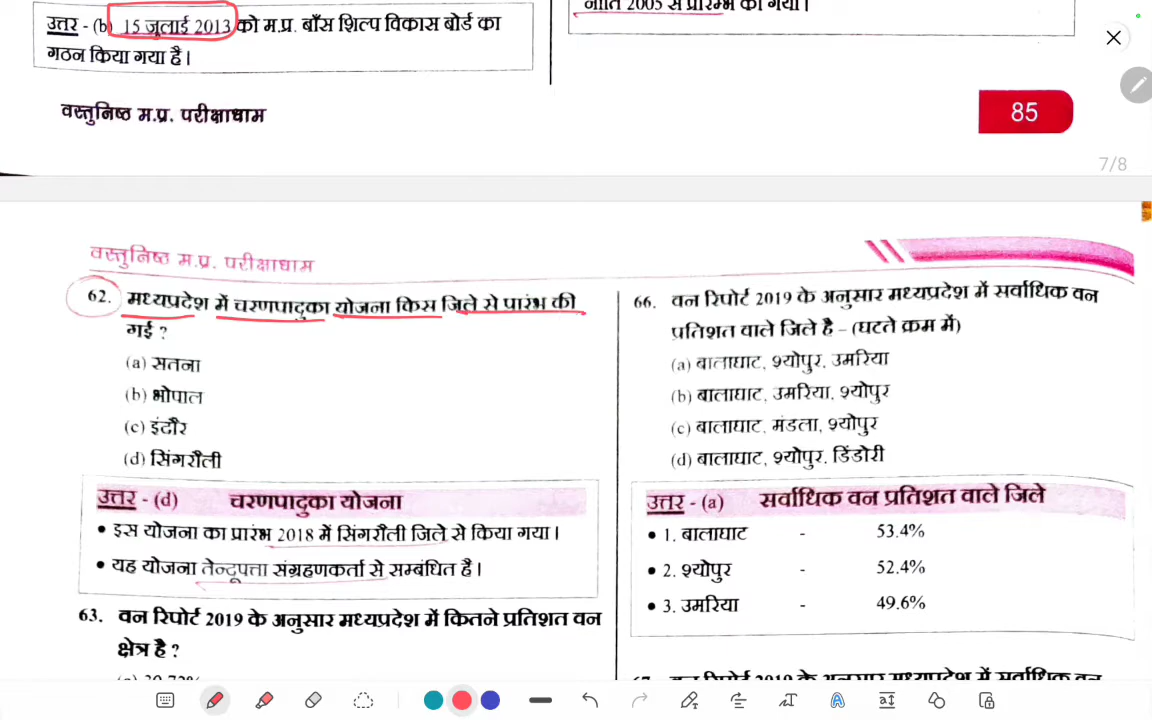 उत्तर - (b) 15 जुलाई 2013 को म.प्र. बाँस शिल्प विकास बोर्ड का
गठन किया गया है।
नीति 2005 से प्रारम्भ की गयी।
वस्तुनिष्ठ म.प्र. परीक्षाधाम
85
7/8
वस्तुनिष्ठ म.प्र. परीक्षाधाम
62. मध्यप्रदेश में चरणपादुका योजना किस जिले से प्रारंभ की
गई ?
(a) सतना
(b) भोपाल
(c) इंदौर
(d) सिंगरौली
उत्तर - (d) चरणपादुका योजना
• इस योजना का प्रारंभ 2018 में सिंगरौली जिले से किया गया।
• यह योजना तेन्दूपत्ता संग्रहणकर्ता से सम्बंधित है।
63. वन रिपोर्ट 2019 के अनुसार मध्यप्रदेश में कितने प्रतिशत वन
क्षेत्र है ?
66. वन रिपोर्ट 2019 के अनुसार मध्यप्रदेश में सर्वाधिक वन
प्रतिशत वाले जिले है – (घटते क्रम में)
(a) बालाघाट, श्योपुर, उमरिया
(b) बालाघाट, उमरिया, श्योपुर
(c) बालाघाट, मंडला, श्योपुर
(d) बालाघाट, श्योपुर, डिंडोरी
उत्तर - (a) सर्वाधिक वन प्रतिशत वाले जिले
• 1. बालाघाट - 53.4%
• 2. श्योपुर - 52.4%
• 3. उमरिया - 49.6%